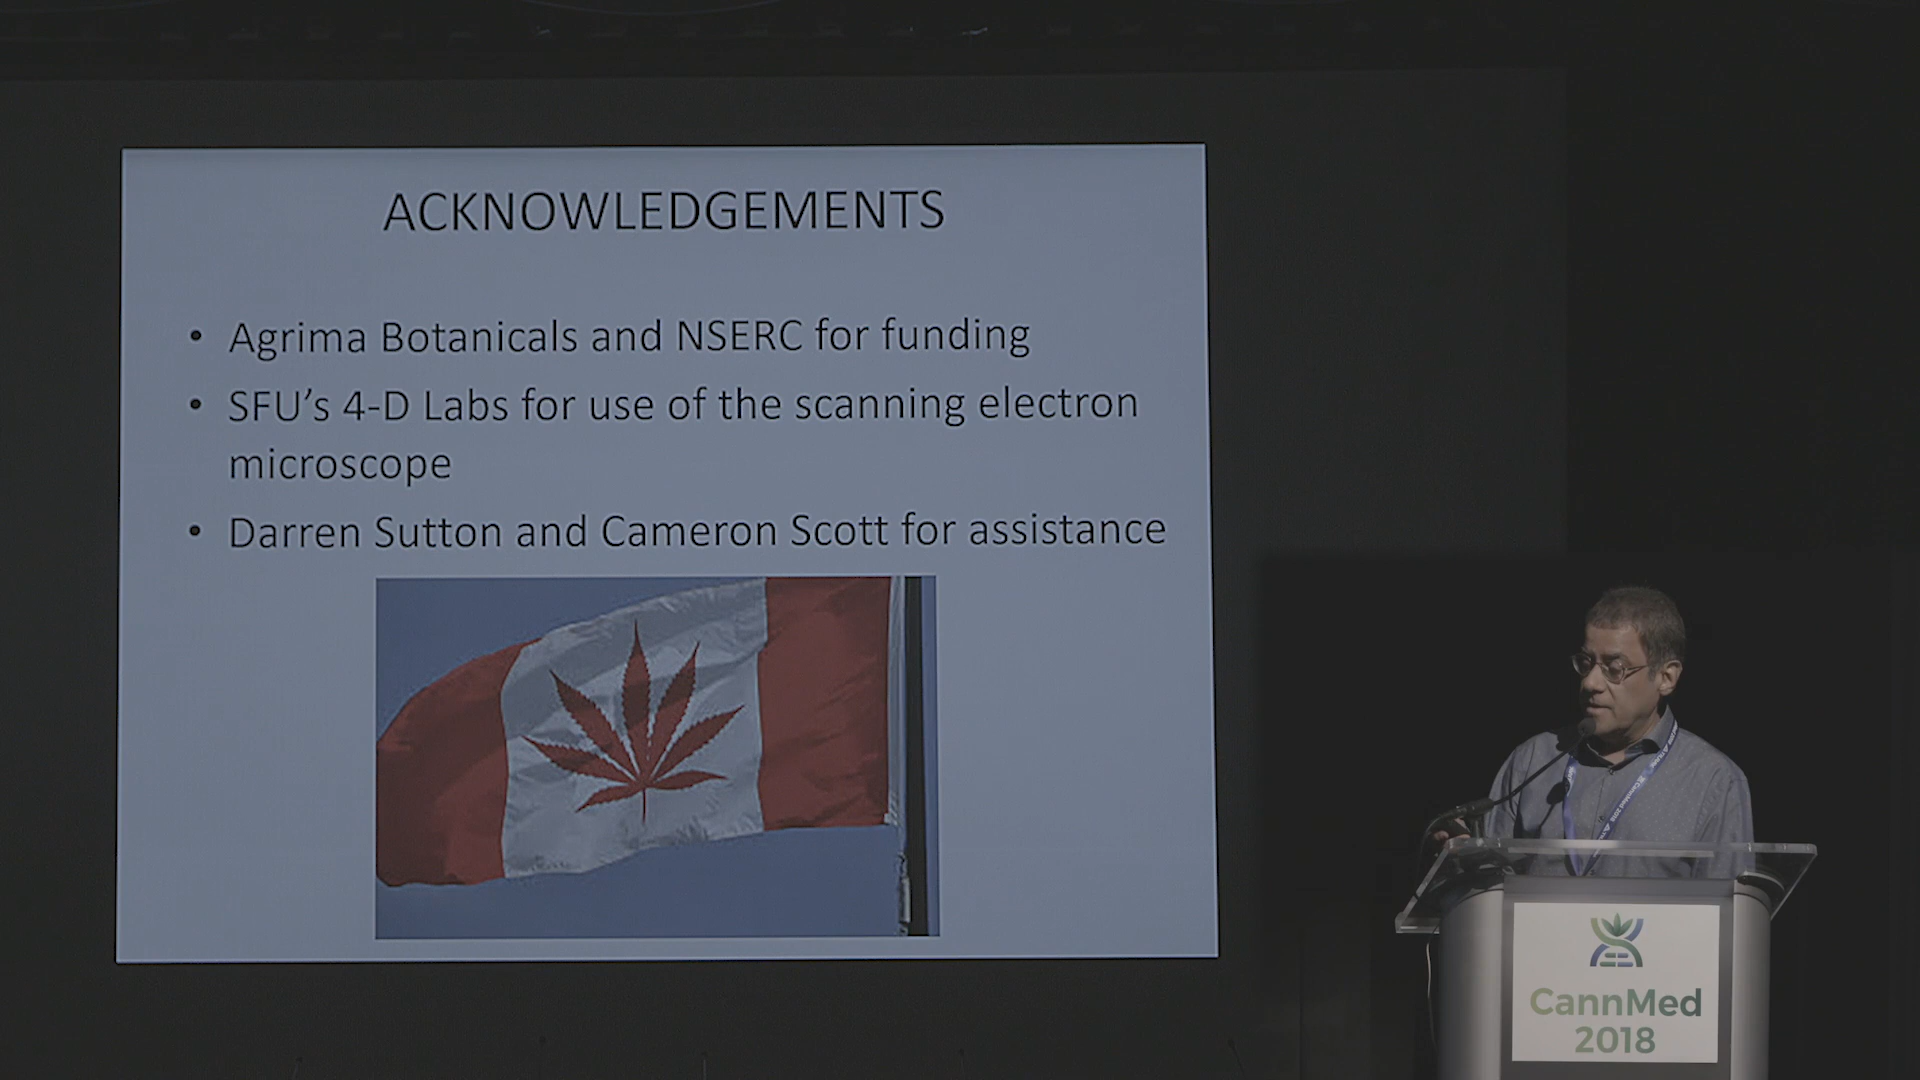 ACKNOWLEDGEMENTS
• Agrima Botanicals and NSERC for funding
• SFU’s 4-D Labs for use of the scanning electron
microscope
• Darren Sutton and Cameron Scott for assistance
CannMed
2018